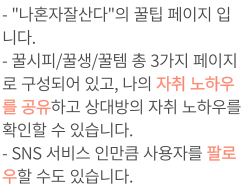 - "나혼자잘산다"의 꿀팁 페이지 입
니다.
- 꿀시피/꿀생/꿀템 총 3가지 페이지
로 구성되어 있고, 나의 자취 노하우
를 공유하고 상대방의 자취 노하우를
확인할 수 있습니다.
- SNS 서비스 인만큼 사용자를 팔로
우할 수도 있습니다.